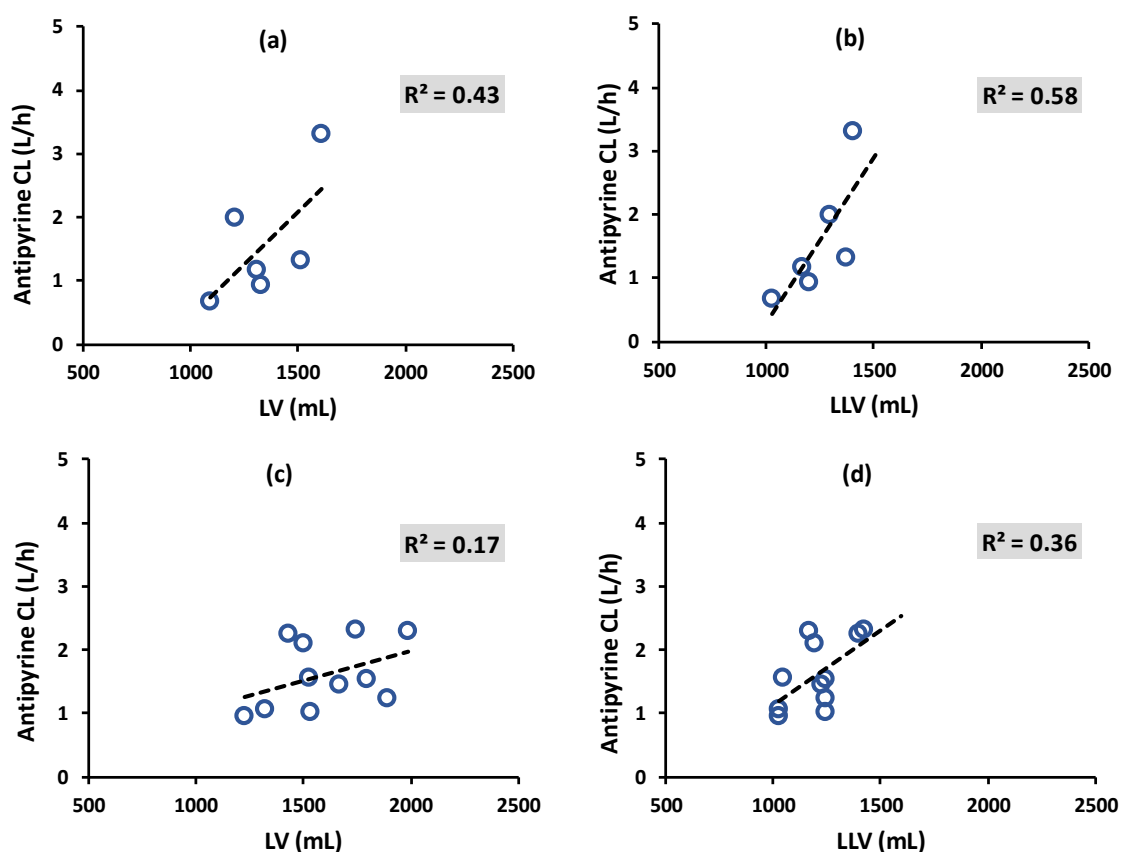 (a)
R² = 0.43
Antipyrine CL (L/h)
5
4
3
2
1
0
500 1000 1500 2000 2500
LV (mL)
(b)
R² = 0.58
Antipyrine CL (L/h)
5
4
3
2
1
0
500 1000 1500 2000 2500
LLV (mL)
(c)
R² = 0.17
Antipyrine CL (L/h)
5
4
3
2
1
0
500 1000 1500 2000 2500
LV (mL)
(d)
R² = 0.36
Antipyrine CL (L/h)
5
4
3
2
1
0
500 1000 1500 2000 2500
LLV (mL)